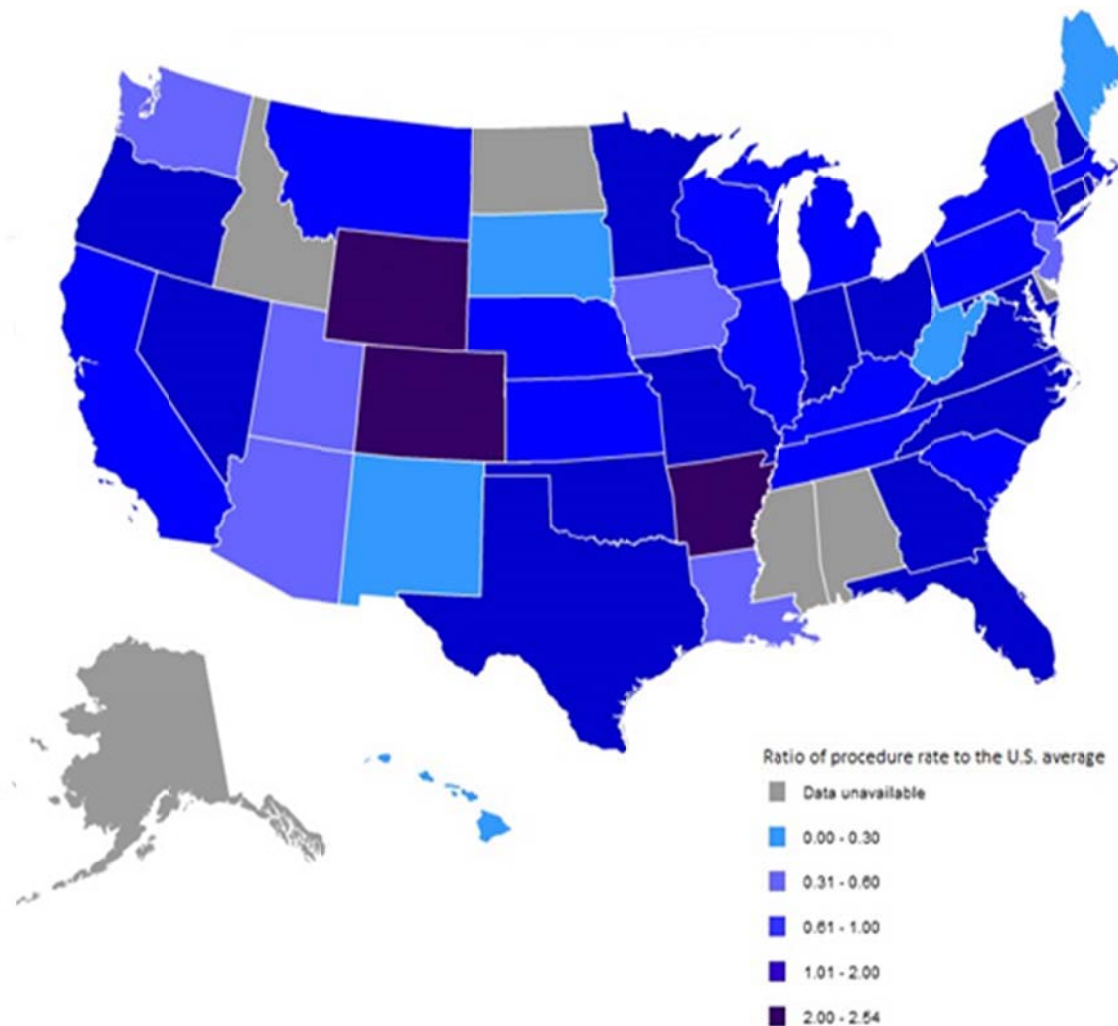 Ratio of procedure rate to the U.S. average
Data unavailable
0.00 - 0.30
0.31 - 0.60
0.61 - 1.00
1.01 - 2.00
2.00 - 2.54